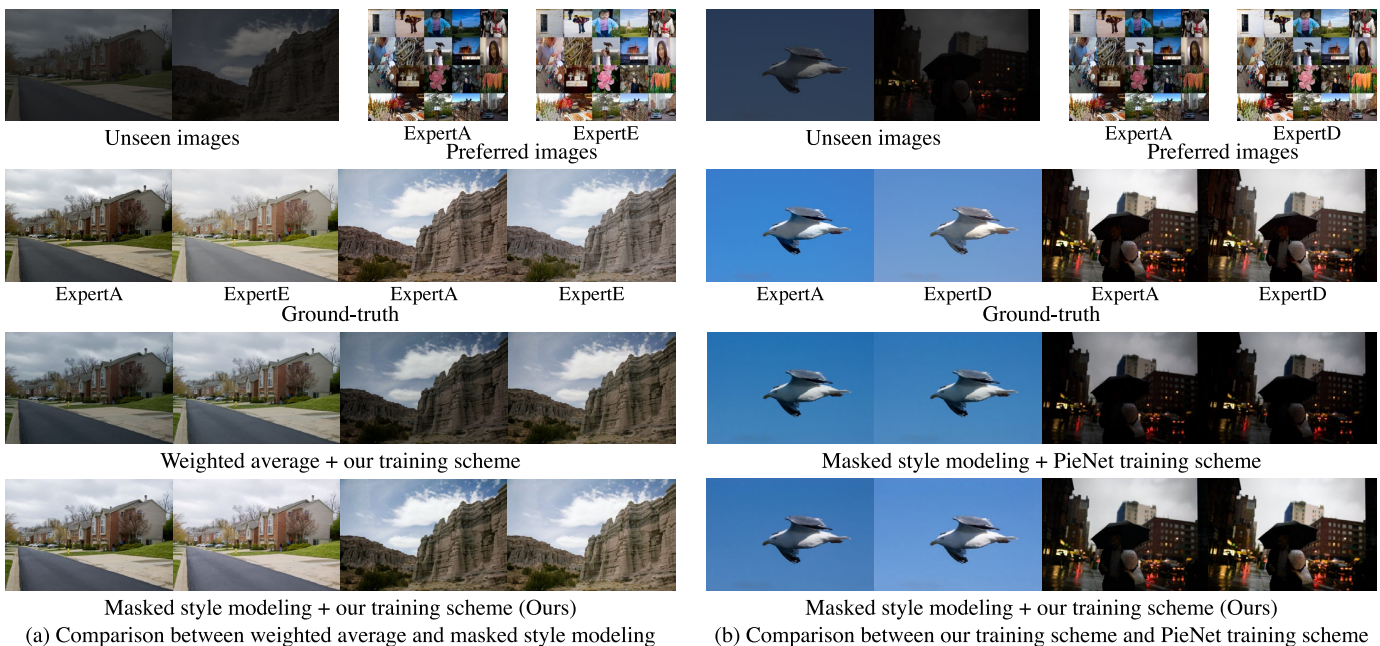 Unseen images
ExpertA
ExpertE
Preferred images
ExpertA
ExpertE
ExpertA
ExpertE
Ground-truth
Weighted average + our training scheme
Masked style modeling + our training scheme (Ours)
(a) Comparison between weighted average and masked style modeling
Unseen images
ExpertA
ExpertD
Preferred images
ExpertA
ExpertD
ExpertA
ExpertD
Ground-truth
Masked style modeling + PieNet training scheme
Masked style modeling + our training scheme (Ours)
(b) Comparison between our training scheme and PieNet training scheme